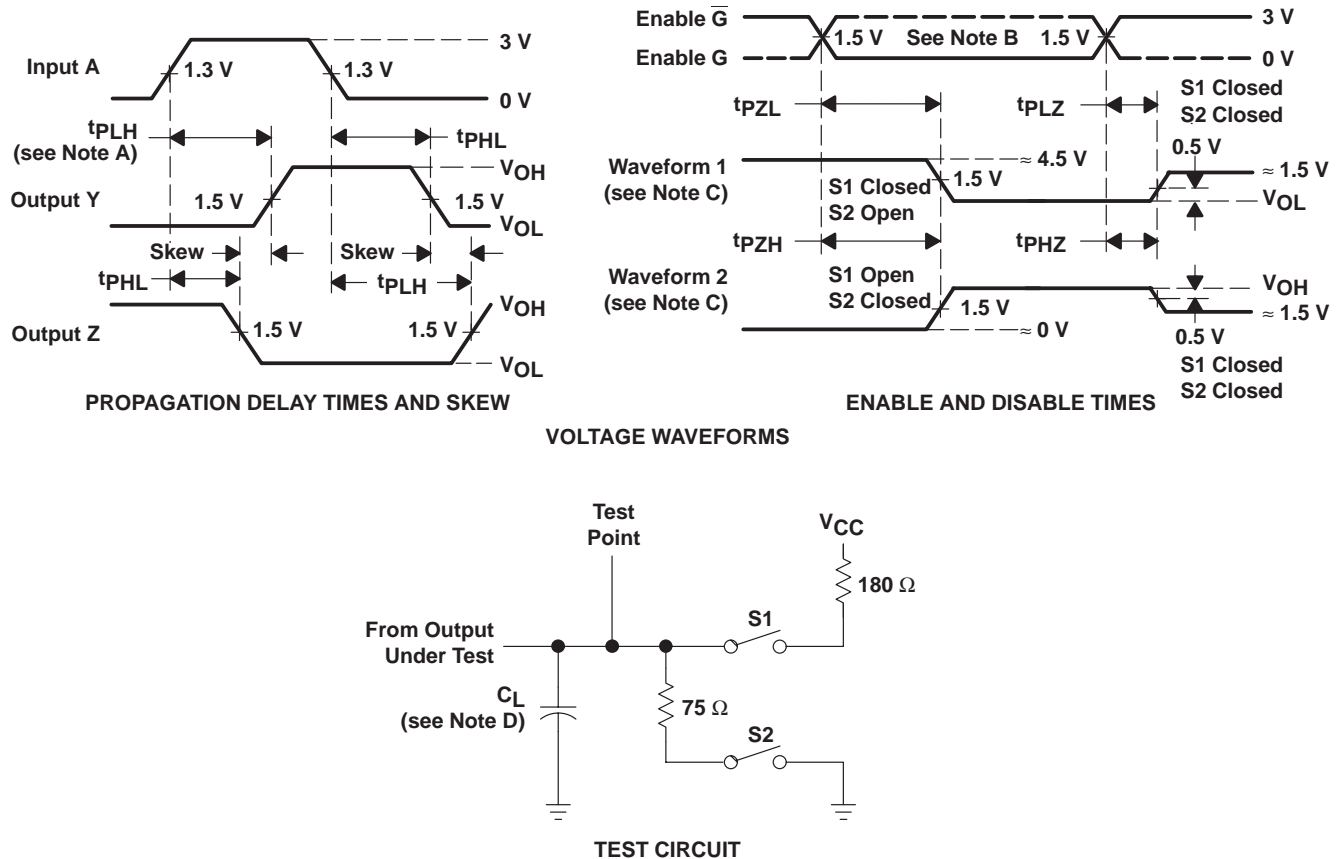 Input A
1.3 V
1.3 V
3 V
0 V
tPLH
(see Note A)
tPHL
Output Y
1.5 V
1.5 V
VOH
VOL
Skew
Skew
tPHL
tPLH
Output Z
1.5 V
1.5 V
VOH
VOL
PROPAGATION DELAY TIMES AND SKEW
Enable G̅
Enable G
1.5 V
See Note B
1.5 V
3 V
0 V
tPZL
tPLZ
S1 Closed
S2 Closed
Waveform 1
(see Note C)
≈ 4.5 V
1.5 V
S1 Closed
S2 Open
0.5 V
≈ 1.5 V
VOL
tPZH
tPHZ
Waveform 2
(see Note C)
S1 Open
S2 Closed
1.5 V
≈ 0 V
VOH
≈ 1.5 V
0.5 V
S1 Closed
S2 Closed
ENABLE AND DISABLE TIMES
VOLTAGE WAVEFORMS
Test
Point
VCC
180 Ω
S1
From Output
Under Test
CL
(see Note D)
75 Ω
S2
TEST CIRCUIT